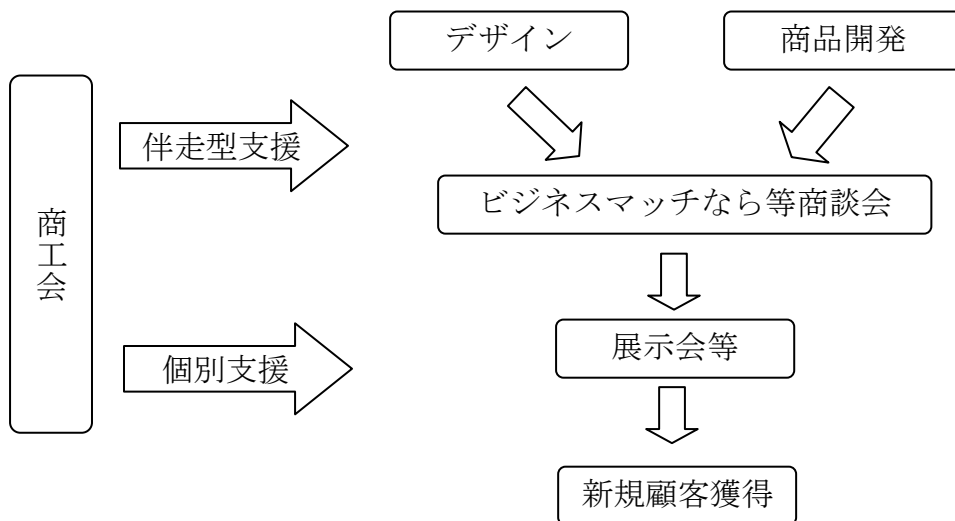 デザイン
商品開発
伴走型支援
ビジネスマッチなら等商談会
商工会
展示会等
個別支援
新規顧客獲得